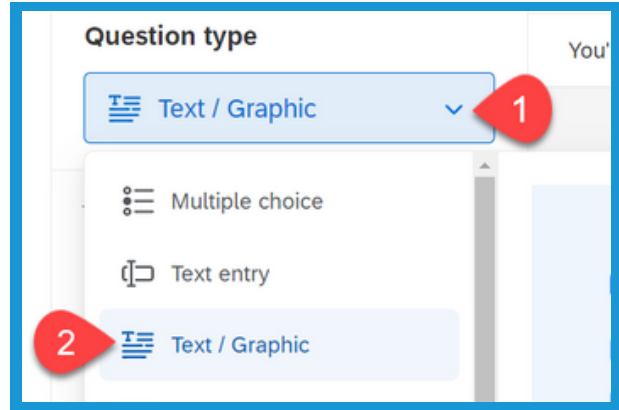 Question type
You'
Text / Graphic
1
Multiple choice
Text entry
2
Text / Graphic